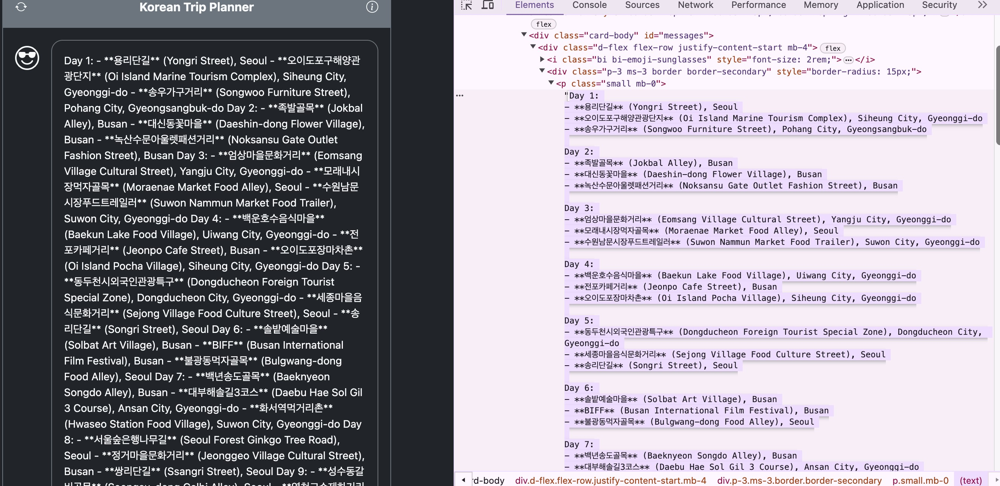 Korean Trip Planner
Day 1: - **용리단길** (Yongri Street), Seoul - **오이도포구해양관
광단지** (Oi Island Marine Tourism Complex), Siheung City,
Gyeonggi-do - **송우가구거리** (Songwoo Furniture Street),
Pohang City, Gyeongsangbuk-do Day 2: - **족발골목** (Jokbal
Alley), Busan - **대신동꽃마을** (Daeshin-dong Flower Village),
Busan - **녹산수문아울렛패션거리** (Noksansu Gate Outlet
Fashion Street), Busan Day 3: - **엄상마을문화거리** (Eomsang
Village Cultural Street), Yangju City, Gyeonggi-do - **모래내시
장먹자골목** (Moraenae Market Food Alley), Seoul - **수원남문
시장푸드트레일러** (Suwon Nammun Market Food Trailer),
Suwon City, Gyeonggi-do Day 4: - **백운호수음식마을**
(Baekun Lake Food Village), Uiwang City, Gyeonggi-do - **전
포카페거리** (Jeonpo Cafe Street), Busan - **오이도포장마차촌**
(Oi Island Pocha Village), Siheung City, Gyeonggi-do Day 5: -
**동두천시외국인관광특구** (Dongducheon Foreign Tourist
Special Zone), Dongducheon City, Gyeonggi-do - **세종마을음
식문화거리** (Sejong Village Food Culture Street), Seoul - **송
리단길** (Songri Street), Seoul Day 6: - **솔밭예술마을**
(Solbat Art Village), Busan - **BIFF** (Busan International
Film Festival), Busan - **불광동먹자골목** (Bulgwang-dong
Food Alley), Seoul Day 7: - **백년송도골목** (Baeknyeon
Songdo Alley), Busan - **대부해솔길3코스** (Daebu Hae Sol Gil
3 Course), Ansan City, Gyeonggi-do - **화서역먹거리촌**
(Hwaseo Station Food Village), Suwon City, Gyeonggi-do Day
8: - **서울숲은행나무길** (Seoul Forest Ginkgo Tree Road),
Seoul - **정거마을문화거리** (Jeonggeo Village Cultural Street),
Busan - **쌍리단길** (Ssangri Street), Seoul Day 9: - **성수동갈
Elements Console Sources Network Performance Memory Application Security
flex
<div class="card-body" id="messages">
<div class="d-flex flex-row justify-content-start mb-4"> flex
<i class="bi bi-emoji-sunglasses" style="font-size: 2rem;"> ••• </i>
<div class="p-3 ms-3 border border-secondary" style="border-radius: 15px;">
<p class="small mb-0">
"Day 1:
- **용리단길** (Yongri Street), Seoul
- **오이도포구해양관광단지** (Oi Island Marine Tourism Complex), Siheung City, Gyeonggi-do
- **송우가구거리** (Songwoo Furniture Street), Pohang City, Gyeongsangbuk-do
Day 2:
- **족발골목** (Jokbal Alley), Busan
- **대신동꽃마을** (Daeshin-dong Flower Village), Busan
- **녹산수문아울렛패션거리** (Noksansu Gate Outlet Fashion Street), Busan
Day 3:
- **엄상마을문화거리** (Eomsang Village Cultural Street), Yangju City, Gyeonggi-do
- **모래내시장먹자골목** (Moraenae Market Food Alley), Seoul
- **수원남문시장푸드트레일러** (Suwon Nammun Market Food Trailer), Suwon City, Gyeonggi-do
Day 4:
- **백운호수음식마을** (Baekun Lake Food Village), Uiwang City, Gyeonggi-do
- **전포카페거리** (Jeonpo Cafe Street), Busan
- **오이도포장마차촌** (Oi Island Pocha Village), Siheung City, Gyeonggi-do
Day 5:
- **동두천시외국인관광특구** (Dongducheon Foreign Tourist Special Zone), Dongducheon City,
Gyeonggi-do
- **세종마을음식문화거리** (Sejong Village Food Culture Street), Seoul
- **송리단길** (Songri Street), Seoul
Day 6:
- **솔밭예술마을** (Solbat Art Village), Busan
- **BIFF** (Busan International Film Festival), Busan
- **불광동먹자골목** (Bulgwang-dong Food Alley), Seoul
Day 7:
- **백년송도골목** (Baeknyeon Songdo Alley), Busan
- **대부해솔길3코스** (Daebu Hae Sol Gil 3 Course), Ansan City, Gyeonggi-do
rd-body div.d-flex.flex-row.justify-content-start.mb-4 div.p-3.ms-3.border.border-secondary p.small.mb-0 (text)